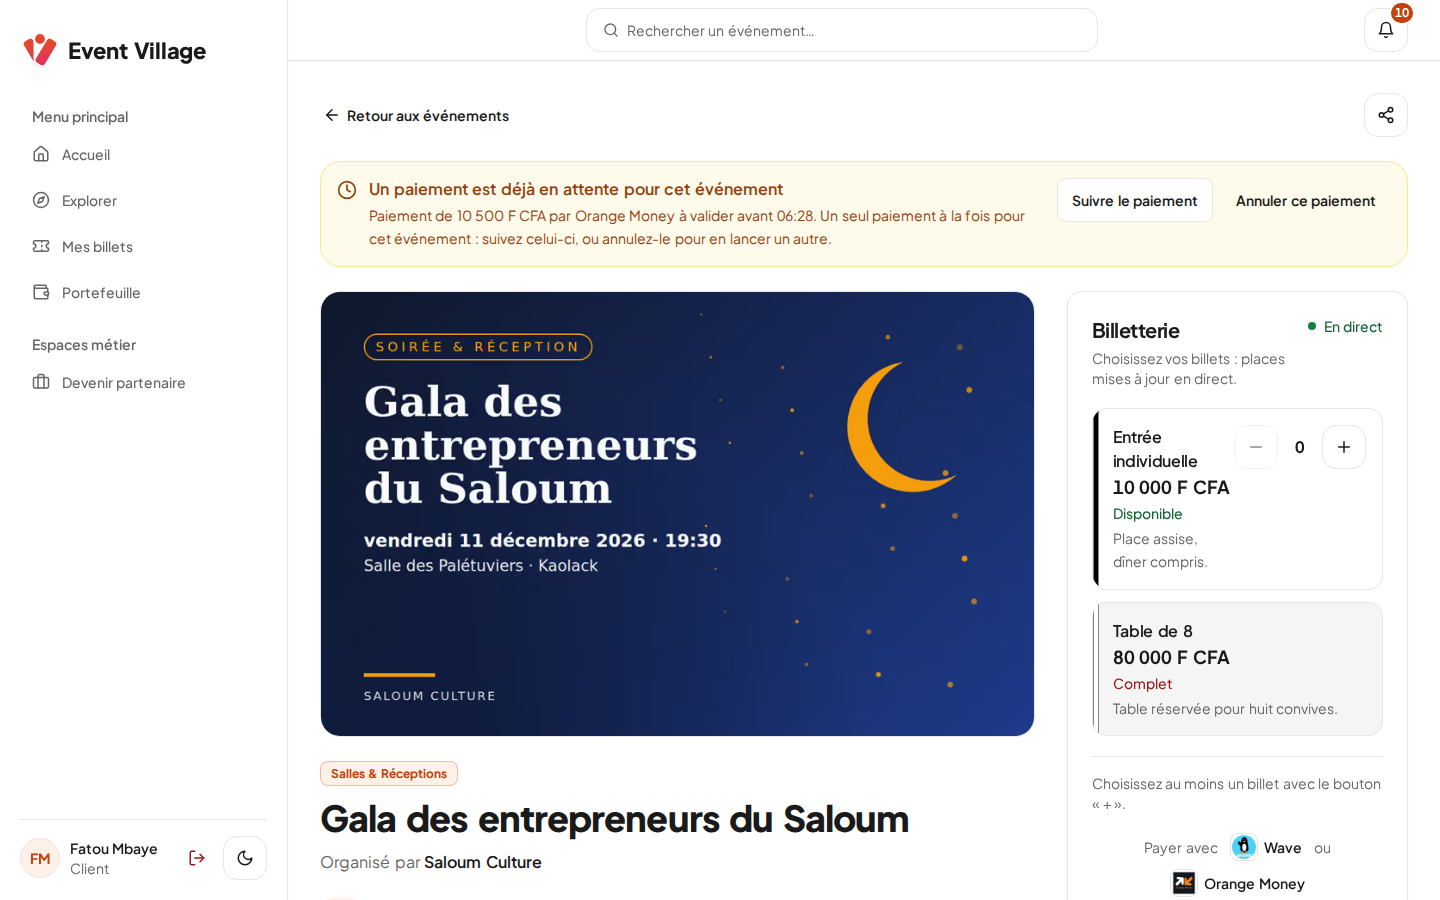 Event Village
Rechercher un événement...
10
Menu principal
Accueil
Explorer
Mes billets
Portefeuille
Espaces métier
Devenir partenaire
FM
Fatou Mbaye
Client
Retour aux événements
Un paiement est déjà en attente pour cet événement
Paiement de 10 500 F CFA par Orange Money à valider avant 06:28. Un seul paiement à la fois pour
cet événement : suivez celui-ci, ou annulez-le pour en lancer un autre.
Suivre le paiement
Annuler ce paiement
SOIRÉE & RÉCEPTION
Gala des
entrepreneurs
du Saloum
vendredi 11 décembre 2026 · 19:30
Salle des Palétuviers · Kaolack
SALOUM CULTURE
Salles & Réceptions
Gala des entrepreneurs du Saloum
Organisé par Saloum Culture
Billetterie
En direct
Choisissez vos billets : places
mises à jour en direct.
Entrée
individuelle
0
10 000 F CFA
Disponible
Place assise,
dîner compris.
Table de 8
80 000 F CFA
Complet
Table réservée pour huit convives.
Choisissez au moins un billet avec le bouton
« + ».
Payer avec Wave ou
Orange Money